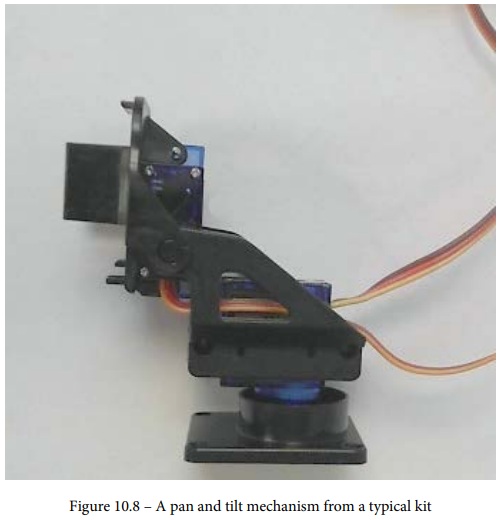 Figure 10.8 – A pan and tilt mechanism from a typical kit